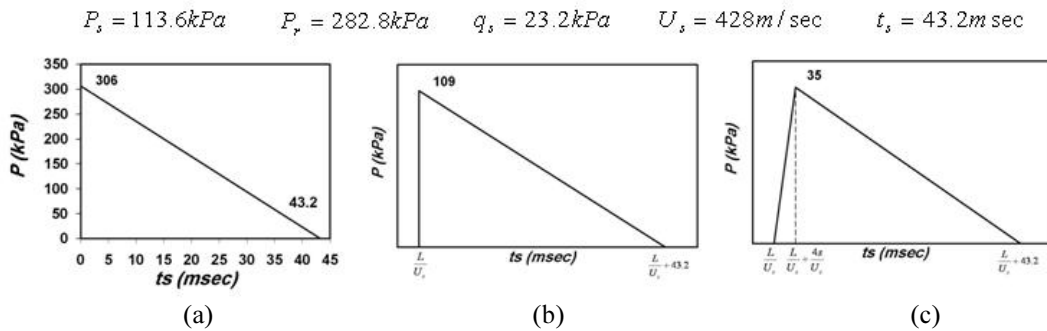 P_s = 113.6kPa P_r = 282.8kPa q_s = 23.2kPa U_s = 428m/sec t_s = 43.2m sec
350
300
250
200
150
100
50
0
P (kPa)
306
43.2
0 5 10 15 20 25 30 35 40 45
ts (msec)
(a)
P (kPa)
109
L/U_s
ts (msec)
L/U_s + 43.2
(b)
P (kPa)
35
L/U_s
L/U_s + 4s/U_s
ts (msec)
L/U_s + 43.2
(c)